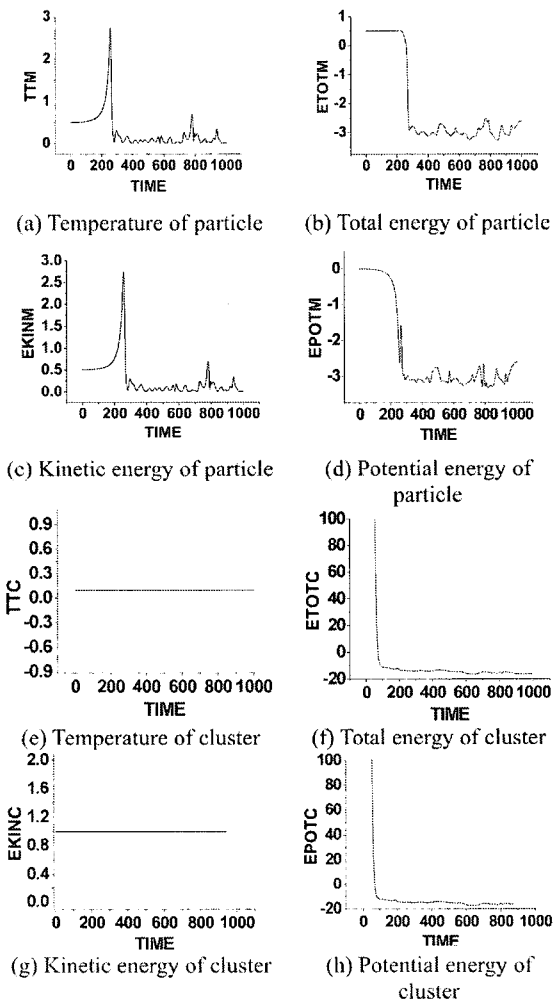 TTM
3
1
0
0 200 400 600 800 1000
TIME
(a) Temperature of particle
ETOTM
1
0
-1
-2
-3
0 200 400 600 800 1000
TIME
(b) Total energy of particle
EKINM
3.0
2.5
2.0
1.5
1.0
0.5
0.0
0 200 400 600 800 1000
TIME
(c) Kinetic energy of particle
EPOTM
0
-1
-2
-3
0 200 400 600 800 1000
TIME
(d) Potential energy of
particle
TTC
0.9
0.6
0.3
0.0
-0.3
-0.6
-0.9
0 200 400 600 800 1000
TIME
(e) Temperature of cluster
ETOTC
100
80
60
40
20
0
-20
0 200 400 600 800 1000
TIME
(f) Total energy of cluster
EKINC
2.0
1.6
1.2
0.8
0.4
0.0
0 200 400 600 800 1000
TIME
(g) Kinetic energy of cluster
EPOTC
100
80
60
40
20
0
-20
0 200 400 600 800 1000
TIME
(h) Potential energy of
cluster